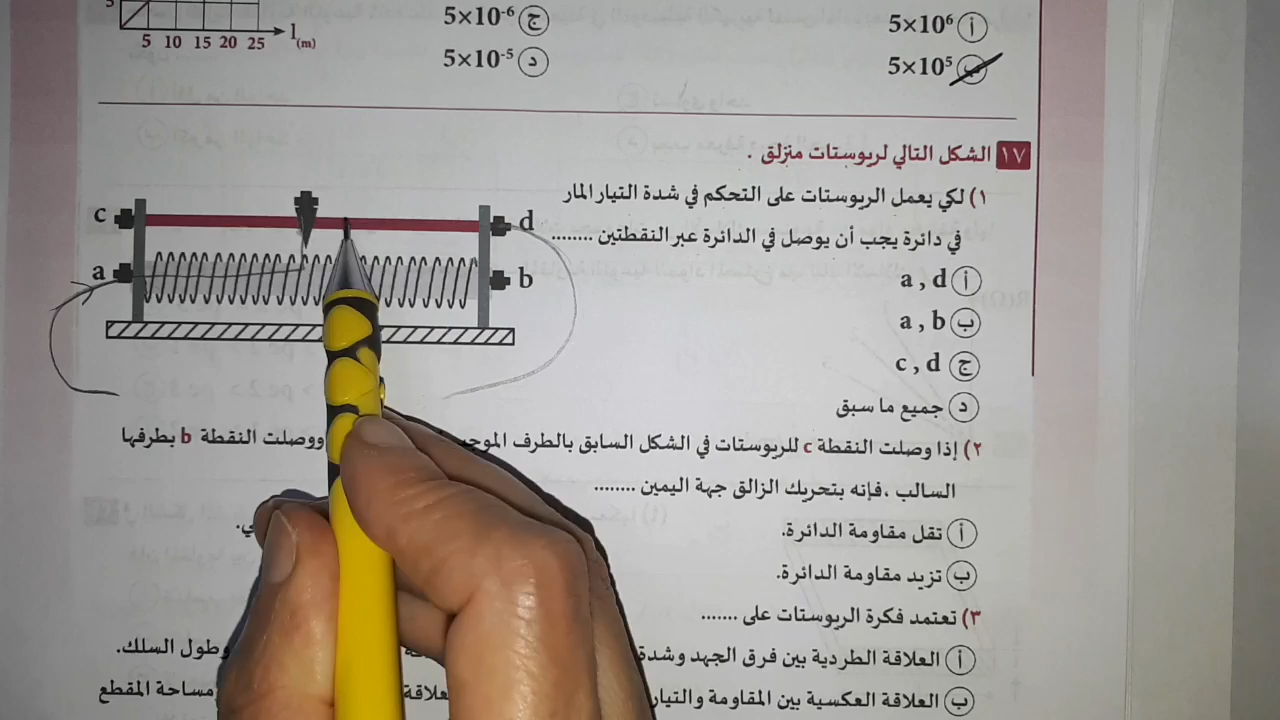 5
5 10 15 20 25 l(m)
أ 5×10⁶
ب 5×10⁵
ج 5×10⁻⁶
د 5×10⁻⁵
١٧ الشكل التالي لريوستات منزلق .
١) لكي يعمل الريوستات على التحكم في شدة التيار المار
في دائرة يجب أن يوصل في الدائرة عبر النقطتين .........
أ a , d
ب a , b
ج c , d
د جميع ما سبق
c
d
a
b
٢) إذا وصلت النقطة c للريوستات في الشكل السابق بالطرف الموجب ووصلت النقطة b بطرفها
السالب ،فإنه بتحريك الزالق جهة اليمين ........
أ تقل مقاومة الدائرة.
ب تزيد مقاومة الدائرة.
٣) تعتمد فكرة الريوستات على .......
أ العلاقة الطردية بين فرق الجهد وشدة وطول السلك.
ب العلاقة العكسية بين المقاومة والتيار مساحة المقطع